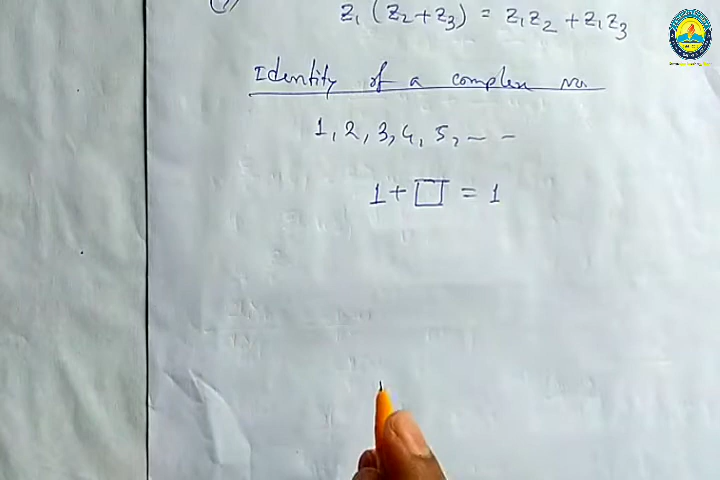 z₁ (z₂+z₃) = z₁z₂ + z₁z₃
Identity of a complex no.
1, 2, 3, 4, 5, – –
1 + □ = 1